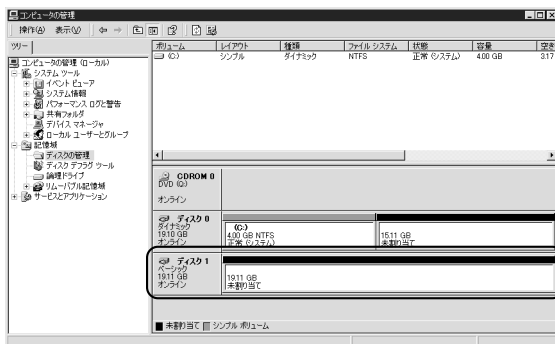 コンピュータの管理
操作(A) 表示(V)
ツリー
コンピュータの管理 (ローカル)
システム ツール
イベント ビューア
システム情報
パフォーマンス ログと警告
共有フォルダ
デバイス マネージャ
ローカル ユーザーとグループ
記憶域
ディスクの管理
ディスク デフラグ ツール
論理ドライブ
リムーバブル記憶域
サービスとアプリケーション
ボリューム レイアウト 種類 ファイル システム 状態 容量 空き
(C:) シンプル ダイナミック NTFS 正常 (システム) 4.00 GB 3.17
CDROM 0
DVD (Q:)
オンライン
ディスク 0
ダイナミック
19.10 GB
オンライン
(C:)
4.00 GB NTFS
正常 (システム)
15.11 GB
未割り当て
ディスク 1
ベーシック
19.11 GB
オンライン
19.11 GB
未割り当て
未割り当て シンプル ボリューム